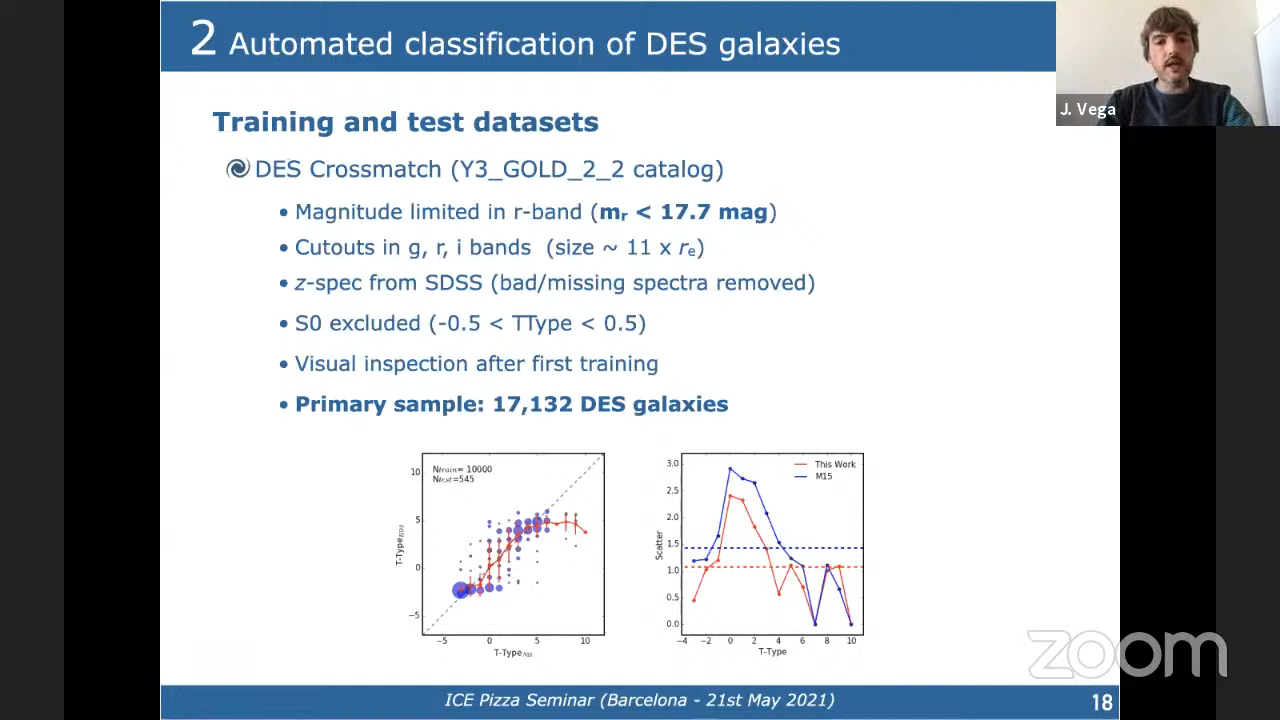 2 Automated classification of DES galaxies
J. Vega
Training and test datasets
DES Crossmatch (Y3_GOLD_2_2 catalog)
• Magnitude limited in r-band (mr < 17.7 mag)
• Cutouts in g, r, i bands (size ~ 11 x re)
• z-spec from SDSS (bad/missing spectra removed)
• S0 excluded (-0.5 < TType < 0.5)
• Visual inspection after first training
• Primary sample: 17,132 DES galaxies
Ntrain= 10000
Ntest=545
10
5
0
−5
−5 0 5 10
T-Type
T-Type
This Work
M15
3.0
2.5
2.0
1.5
1.0
0.5
0.0
Scatter
−4 −2 0 2 4 6 8 10
T-Type
zoom
ICE Pizza Seminar (Barcelona - 21st May 2021)
18